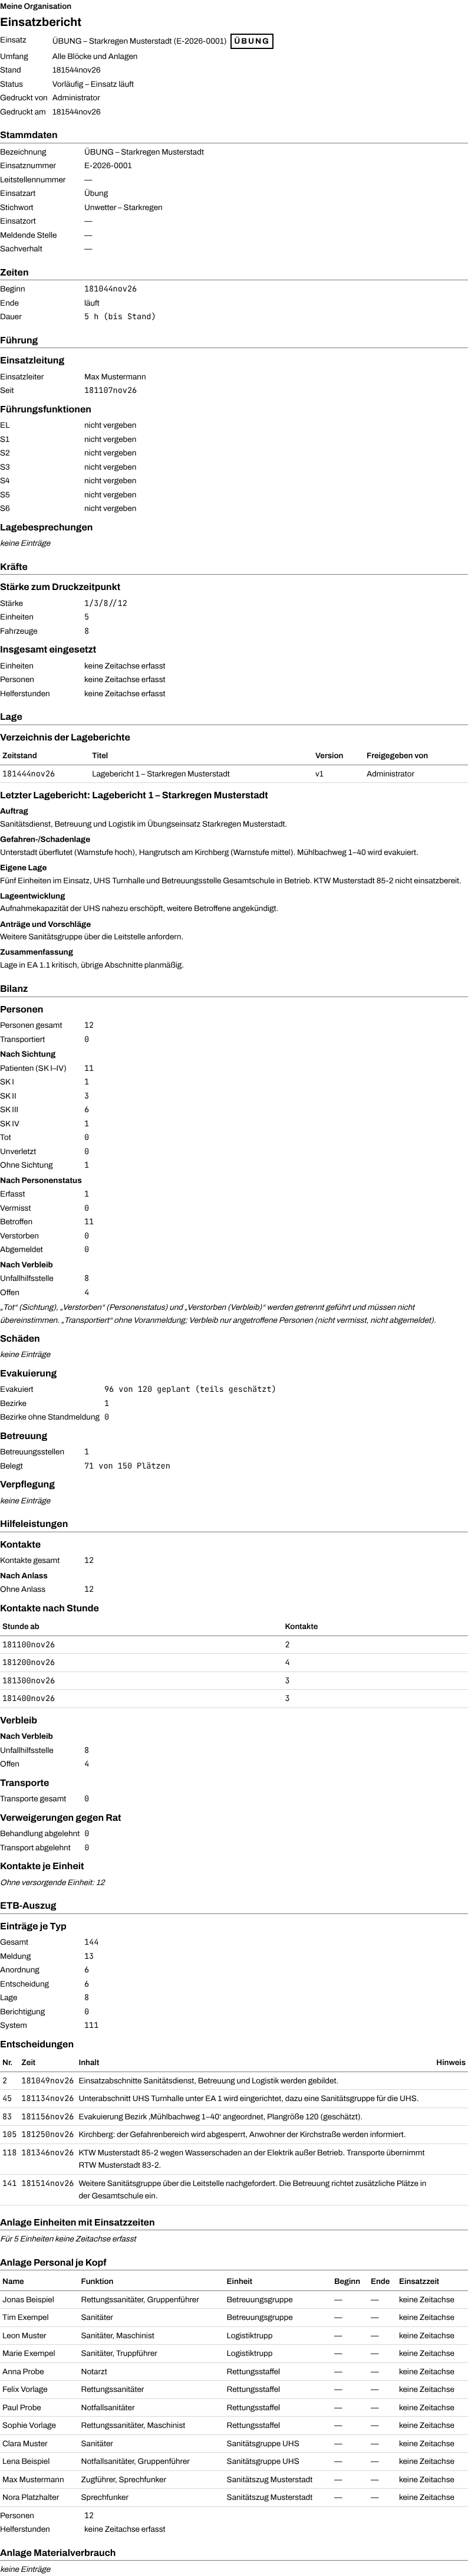 Meine Organisation
Einsatzbericht
Einsatz ÜBUNG – Starkregen Musterstadt (E-2026-0001) ÜBUNG
Umfang Alle Blöcke und Anlagen
Stand 181544nov26
Status Vorläufig – Einsatz läuft
Gedruckt von Administrator
Gedruckt am 181544nov26
Stammdaten
Bezeichnung ÜBUNG – Starkregen Musterstadt
Einsatznummer E-2026-0001
Leitstellennummer —
Einsatzart Übung
Stichwort Unwetter – Starkregen
Einsatzort —
Meldende Stelle —
Sachverhalt —
Zeiten
Beginn 181044nov26
Ende läuft
Dauer 5 h (bis Stand)
Führung
Einsatzleitung
Einsatzleiter Max Mustermann
Seit 181107nov26
Führungsfunktionen
EL nicht vergeben
S1 nicht vergeben
S2 nicht vergeben
S3 nicht vergeben
S4 nicht vergeben
S5 nicht vergeben
S6 nicht vergeben
Lagebesprechungen
keine Einträge
Kräfte
Stärke zum Druckzeitpunkt
Stärke 1/3/8//12
Einheiten 5
Fahrzeuge 8
Insgesamt eingesetzt
Einheiten keine Zeitachse erfasst
Personen keine Zeitachse erfasst
Helferstunden keine Zeitachse erfasst
Lage
Verzeichnis der Lageberichte
Zeitstand Titel Version Freigegeben von
181444nov26 Lagebericht 1 – Starkregen Musterstadt v1 Administrator
Letzter Lagebericht: Lagebericht 1 – Starkregen Musterstadt
Auftrag
Sanitätsdienst, Betreuung und Logistik im Übungseinsatz Starkregen Musterstadt.
Gefahren-/Schadenlage
Unterstadt überflutet (Warnstufe hoch), Hangrutsch am Kirchberg (Warnstufe mittel). Mühlbachweg 1–40 wird evakuiert.
Eigene Lage
Fünf Einheiten im Einsatz, UHS Turnhalle und Betreuungsstelle Gesamtschule in Betrieb. KTW Musterstadt 85-2 nicht einsatzbereit.
Lageentwicklung
Aufnahmekapazität der UHS nahezu erschöpft, weitere Betroffene angekündigt.
Anträge und Vorschläge
Weitere Sanitätsgruppe über die Leitstelle anfordern.
Zusammenfassung
Lage in EA 1.1 kritisch, übrige Abschnitte planmäßig.
Bilanz
Personen
Personen gesamt 12
Transportiert 0
Nach Sichtung
Patienten (SK I–IV) 11
SK I 1
SK II 3
SK III 6
SK IV 1
Tot 0
Unverletzt 0
Ohne Sichtung 1
Nach Personenstatus
Erfasst 1
Vermisst 0
Betroffen 11
Verstorben 0
Abgemeldet 0
Nach Verbleib
Unfallhilfsstelle 8
Offen 4
„Tot“ (Sichtung), „Verstorben“ (Personenstatus) und „Verstorben (Verbleib)“ werden getrennt geführt und müssen nicht
übereinstimmen. „Transportiert“ ohne Voranmeldung; Verbleib nur angetroffene Personen (nicht vermisst, nicht abgemeldet).
Schäden
keine Einträge
Evakuierung
Evakuiert 96 von 120 geplant (teils geschätzt)
Bezirke 1
Bezirke ohne Standmeldung 0
Betreuung
Betreuungsstellen 1
Belegt 71 von 150 Plätzen
Verpflegung
keine Einträge
Hilfeleistungen
Kontakte
Kontakte gesamt 12
Nach Anlass
Ohne Anlass 12
Kontakte nach Stunde
Stunde ab Kontakte
181100nov26 2
181200nov26 4
181300nov26 3
181400nov26 3
Verbleib
Nach Verbleib
Unfallhilfsstelle 8
Offen 4
Transporte
Transporte gesamt 0
Verweigerungen gegen Rat
Behandlung abgelehnt 0
Transport abgelehnt 0
Kontakte je Einheit
Ohne versorgende Einheit: 12
ETB-Auszug
Einträge je Typ
Gesamt 144
Meldung 13
Anordnung 6
Entscheidung 6
Lage 8
Berichtigung 0
System 111
Entscheidungen
Nr. Zeit Inhalt Hinweis
2 181049nov26 Einsatzabschnitte Sanitätsdienst, Betreuung und Logistik werden gebildet.
45 181134nov26 Unterabschnitt UHS Turnhalle unter EA 1 wird eingerichtet, dazu eine Sanitätsgruppe für die UHS.
83 181156nov26 Evakuierung Bezirk ‚Mühlbachweg 1–40‘ angeordnet, Plangröße 120 (geschätzt).
105 181250nov26 Kirchberg: der Gefahrenbereich wird abgesperrt, Anwohner der Kirchstraße werden informiert.
118 181346nov26 KTW Musterstadt 85-2 wegen Wasserschaden an der Elektrik außer Betrieb. Transporte übernimmt
RTW Musterstadt 83-2.
141 181514nov26 Weitere Sanitätsgruppe über die Leitstelle nachgefordert. Die Betreuung richtet zusätzliche Plätze in
der Gesamtschule ein.
Anlage Einheiten mit Einsatzzeiten
Für 5 Einheiten keine Zeitachse erfasst
Anlage Personal je Kopf
Name Funktion Einheit Beginn Ende Einsatzzeit
Jonas Beispiel Rettungssanitäter, Gruppenführer Betreuungsgruppe — — keine Zeitachse
Tim Exempel Sanitäter Betreuungsgruppe — — keine Zeitachse
Leon Muster Sanitäter, Maschinist Logistiktrupp — — keine Zeitachse
Marie Exempel Sanitäter, Truppführer Logistiktrupp — — keine Zeitachse
Anna Probe Notarzt Rettungsstaffel — — keine Zeitachse
Felix Vorlage Rettungssanitäter Rettungsstaffel — — keine Zeitachse
Paul Probe Notfallsanitäter Rettungsstaffel — — keine Zeitachse
Sophie Vorlage Rettungssanitäter, Maschinist Rettungsstaffel — — keine Zeitachse
Clara Muster Sanitäter Sanitätsgruppe UHS — — keine Zeitachse
Lena Beispiel Notfallsanitäter, Gruppenführer Sanitätsgruppe UHS — — keine Zeitachse
Max Mustermann Zugführer, Sprechfunker Sanitätszug Musterstadt — — keine Zeitachse
Nora Platzhalter Sprechfunker Sanitätszug Musterstadt — — keine Zeitachse
Personen 12
Helferstunden keine Zeitachse erfasst
Anlage Materialverbrauch
keine Einträge